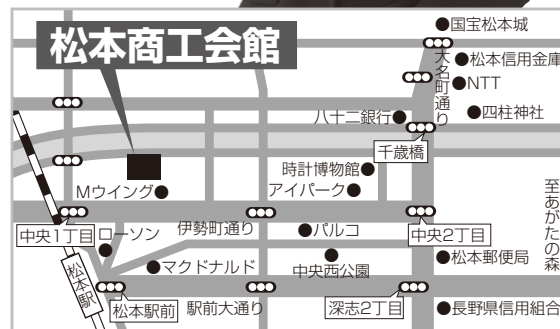 松本商工会館
国宝松本城
大名町通り
松本信用金庫
NTT
八十二銀行
四柱神社
千歳橋
時計博物館
Mウイング
アイパーク
至あがたの森
中央1丁目
ローソン
伊勢町通り
パルコ
中央2丁目
松本駅
マクドナルド
中央西公園
松本郵便局
松本駅前
駅前大通り
深志2丁目
長野県信用組合